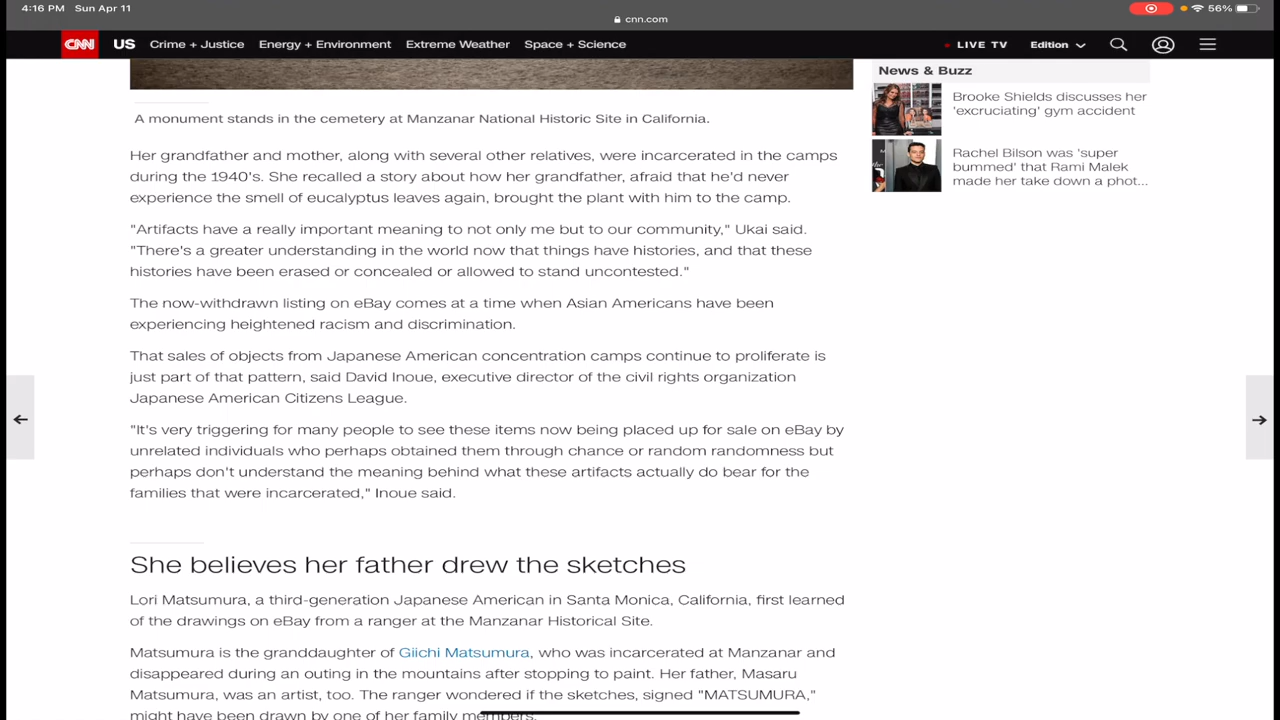 4:16 PM Sun Apr 11
56%
cnn.com
CNN US Crime + Justice Energy + Environment Extreme Weather Space + Science
LIVE TV Edition
A monument stands in the cemetery at Manzanar National Historic Site in California.
Her grandfather and mother, along with several other relatives, were incarcerated in the camps
during the 1940's. She recalled a story about how her grandfather, afraid that he'd never
experience the smell of eucalyptus leaves again, brought the plant with him to the camp.
"Artifacts have a really important meaning to not only me but to our community," Ukai said.
"There's a greater understanding in the world now that things have histories, and that these
histories have been erased or concealed or allowed to stand uncontested."
The now-withdrawn listing on eBay comes at a time when Asian Americans have been
experiencing heightened racism and discrimination.
That sales of objects from Japanese American concentration camps continue to proliferate is
just part of that pattern, said David Inoue, executive director of the civil rights organization
Japanese American Citizens League.
"It's very triggering for many people to see these items now being placed up for sale on eBay by
unrelated individuals who perhaps obtained them through chance or random randomness but
perhaps don't understand the meaning behind what these artifacts actually do bear for the
families that were incarcerated," Inoue said.
She believes her father drew the sketches
Lori Matsumura, a third-generation Japanese American in Santa Monica, California, first learned
of the drawings on eBay from a ranger at the Manzanar Historical Site.
Matsumura is the granddaughter of Giichi Matsumura, who was incarcerated at Manzanar and
disappeared during an outing in the mountains after stopping to paint. Her father, Masaru
Matsumura, was an artist, too. The ranger wondered if the sketches, signed "MATSUMURA,"
might have been drawn by one of her family members.
News & Buzz
Brooke Shields discusses her
'excruciating' gym accident
Rachel Bilson was 'super
bummed' that Rami Malek
made her take down a phot...